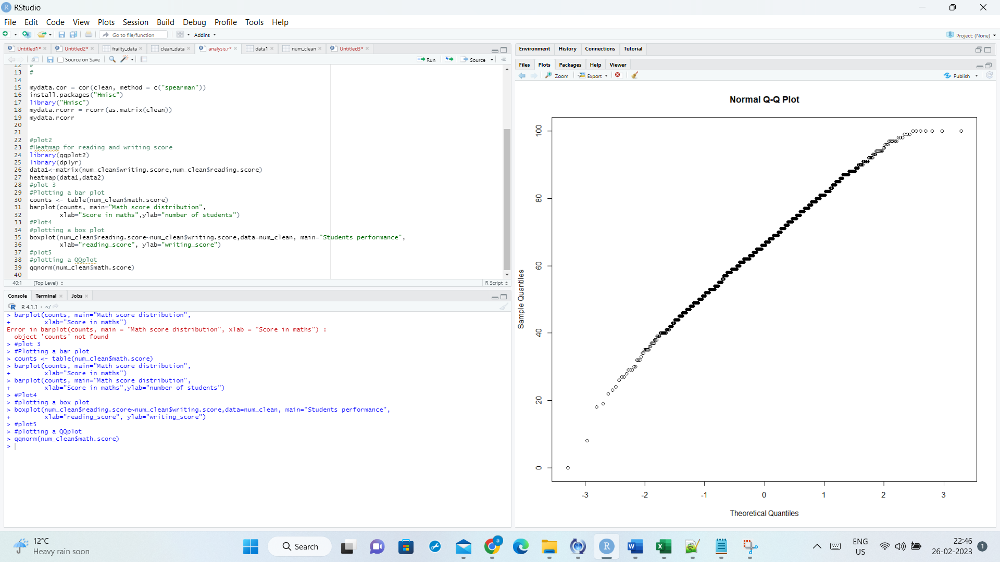 RStudio
File Edit Code View Plots Session Build Debug Profile Tools Help
Go to file/function Addins
Project: (None)
Untitled1* Untitled2* frailty_data clean_data analysis.r* data1 num_clean Untitled3*
Source on Save Run Source
12 #
13 #
14
15 mydata.cor = cor(clean, method = c("spearman"))
16 install.packages("Hmisc")
17 library("Hmisc")
18 mydata.rcorr = rcorr(as.matrix(clean))
19 mydata.rcorr
20
21
22 #plot2
23 #Heatmap for reading and writing score
24 library(ggplot2)
25 library(dplyr)
26 data1<-matrix(num_clean$writing.score,num_clean$reading.score)
27 heatmap(data1,data2)
28 #plot 3
29 #Plotting a bar plot
30 counts <- table(num_clean$math.score)
31 barplot(counts, main="Math score distribution",
32 xlab="Score in maths",ylab="number of students")
33 #Plot4
34 #plotting a box plot
35 boxplot(num_clean$reading.score~num_clean$writing.score,data=num_clean, main="Students performance",
36 xlab="reading_score", ylab="writing_score")
37 #plot5
38 #plotting a QQplot
39 qqnorm(num_clean$math.score)
40
40:1 (Top Level) R Script
Console Terminal Jobs
R 4.1.1 · ~/
> barplot(counts, main="Math score distribution",
+ xlab="Score in maths")
Error in barplot(counts, main = "Math score distribution", xlab = "Score in maths") :
object 'counts' not found
> #plot 3
> #Plotting a bar plot
> counts <- table(num_clean$math.score)
> barplot(counts, main="Math score distribution",
+ xlab="Score in maths")
> barplot(counts, main="Math score distribution",
+ xlab="Score in maths",ylab="number of students")
> #Plot4
> #plotting a box plot
> boxplot(num_clean$reading.score~num_clean$writing.score,data=num_clean, main="Students performance",
+ xlab="reading_score", ylab="writing_score")
> #plot5
> #plotting a QQplot
> qqnorm(num_clean$math.score)
>
Environment History Connections Tutorial
Files Plots Packages Help Viewer
Zoom Export Publish
Normal Q-Q Plot
Sample Quantiles
100
80
60
40
20
0
-3 -2 -1 0 1 2 3
Theoretical Quantiles
12°C
Heavy rain soon
Search
a
R
W
X
ENG
US
22:46
26-02-2023
1